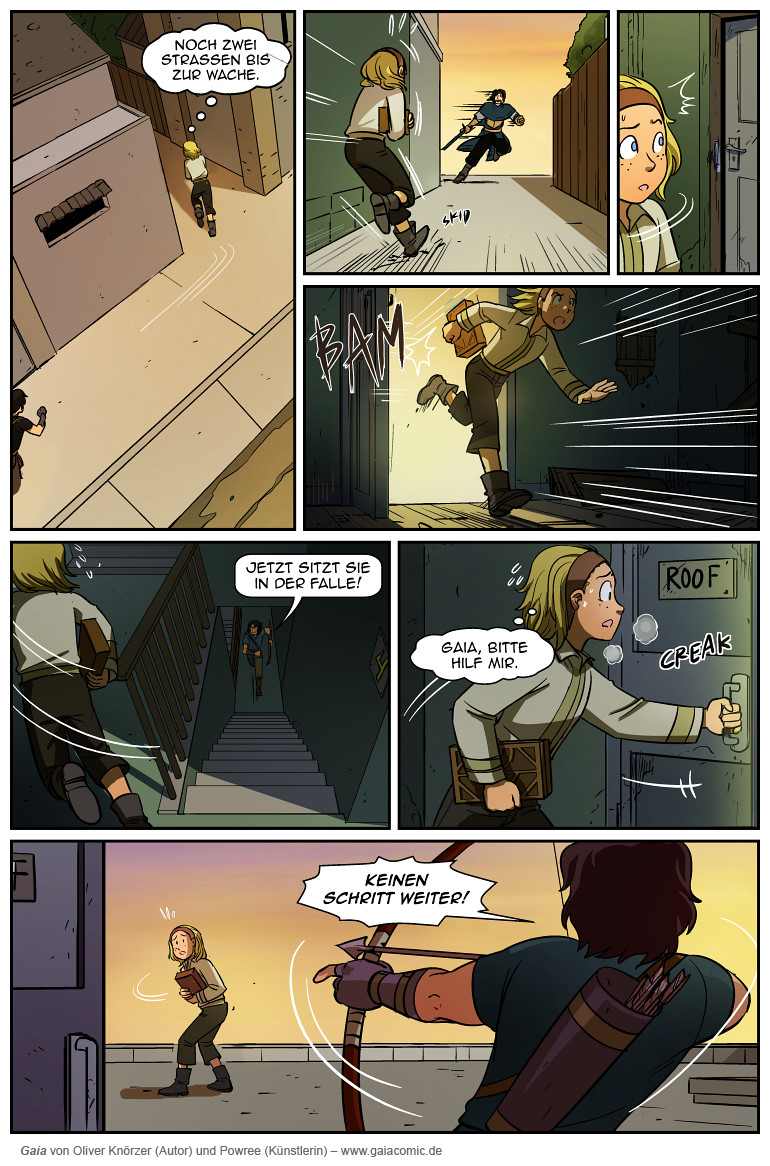 NOCH ZWEI
STRASSEN BIS
ZUR WACHE.
SKID
BAM
JETZT SITZT SIE
IN DER FALLE!
ROOF
GAIA, BITTE
HILF MIR.
CREAK
F
KEINEN
SCHRITT WEITER!
Gaia von Oliver Knörzer (Autor) und Powree (Künstlerin) – www.gaiacomic.de